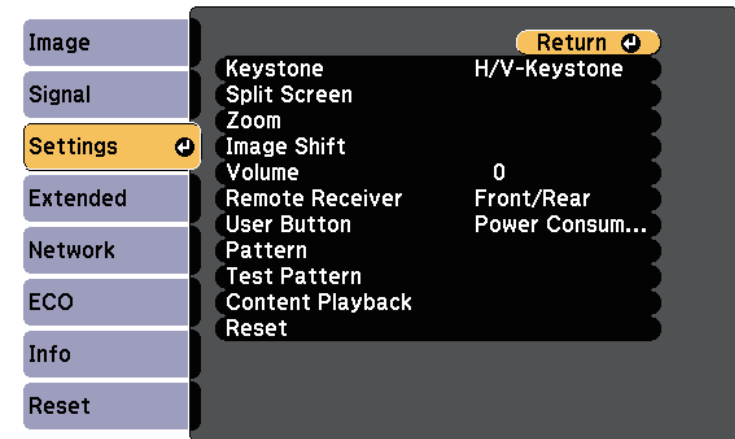 Image
Signal
Settings
Extended
Network
ECO
Info
Reset
Return
Keystone H/V-Keystone
Split Screen
Zoom
Image Shift
Volume 0
Remote Receiver Front/Rear
User Button Power Consum...
Pattern
Test Pattern
Content Playback
Reset